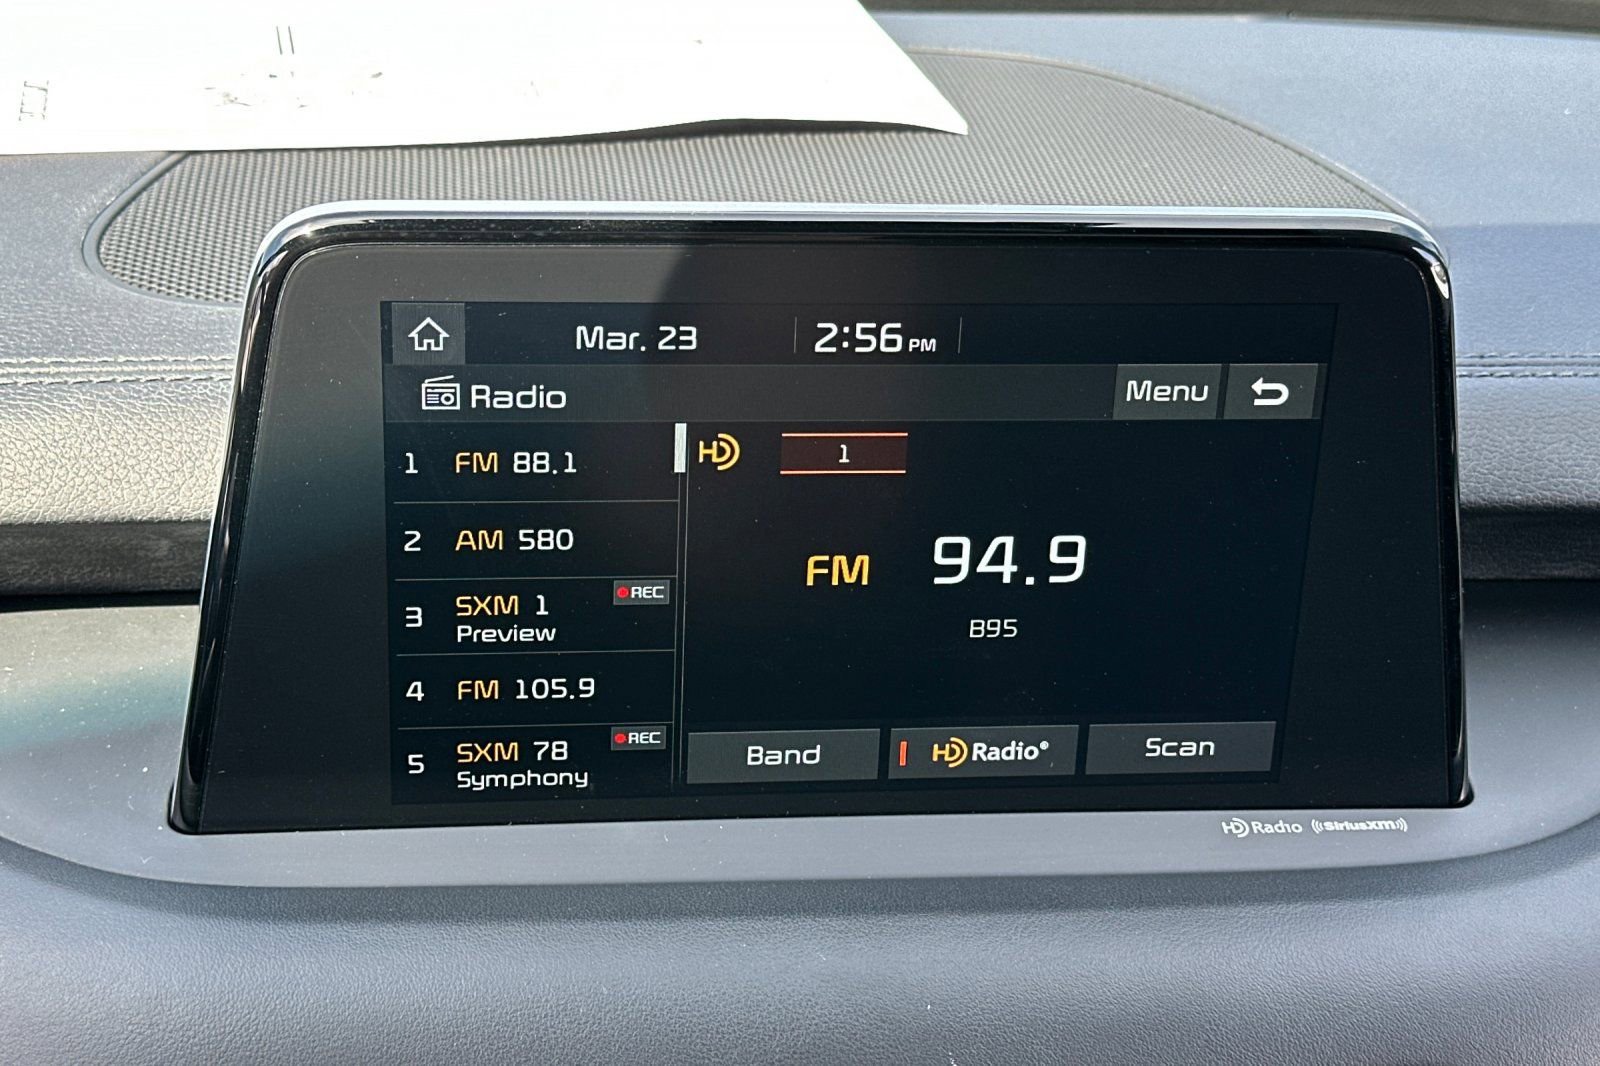 Mar. 23 2:56 PM
Radio Menu
1 FM 88.1
2 AM 580
3 SXM 1 REC
Preview
4 FM 105.9
5 SXM 78 REC
Symphony
HD 1
FM 94.9
B95
Band HD Radio® Scan
HD Radio ((SiriusXM))